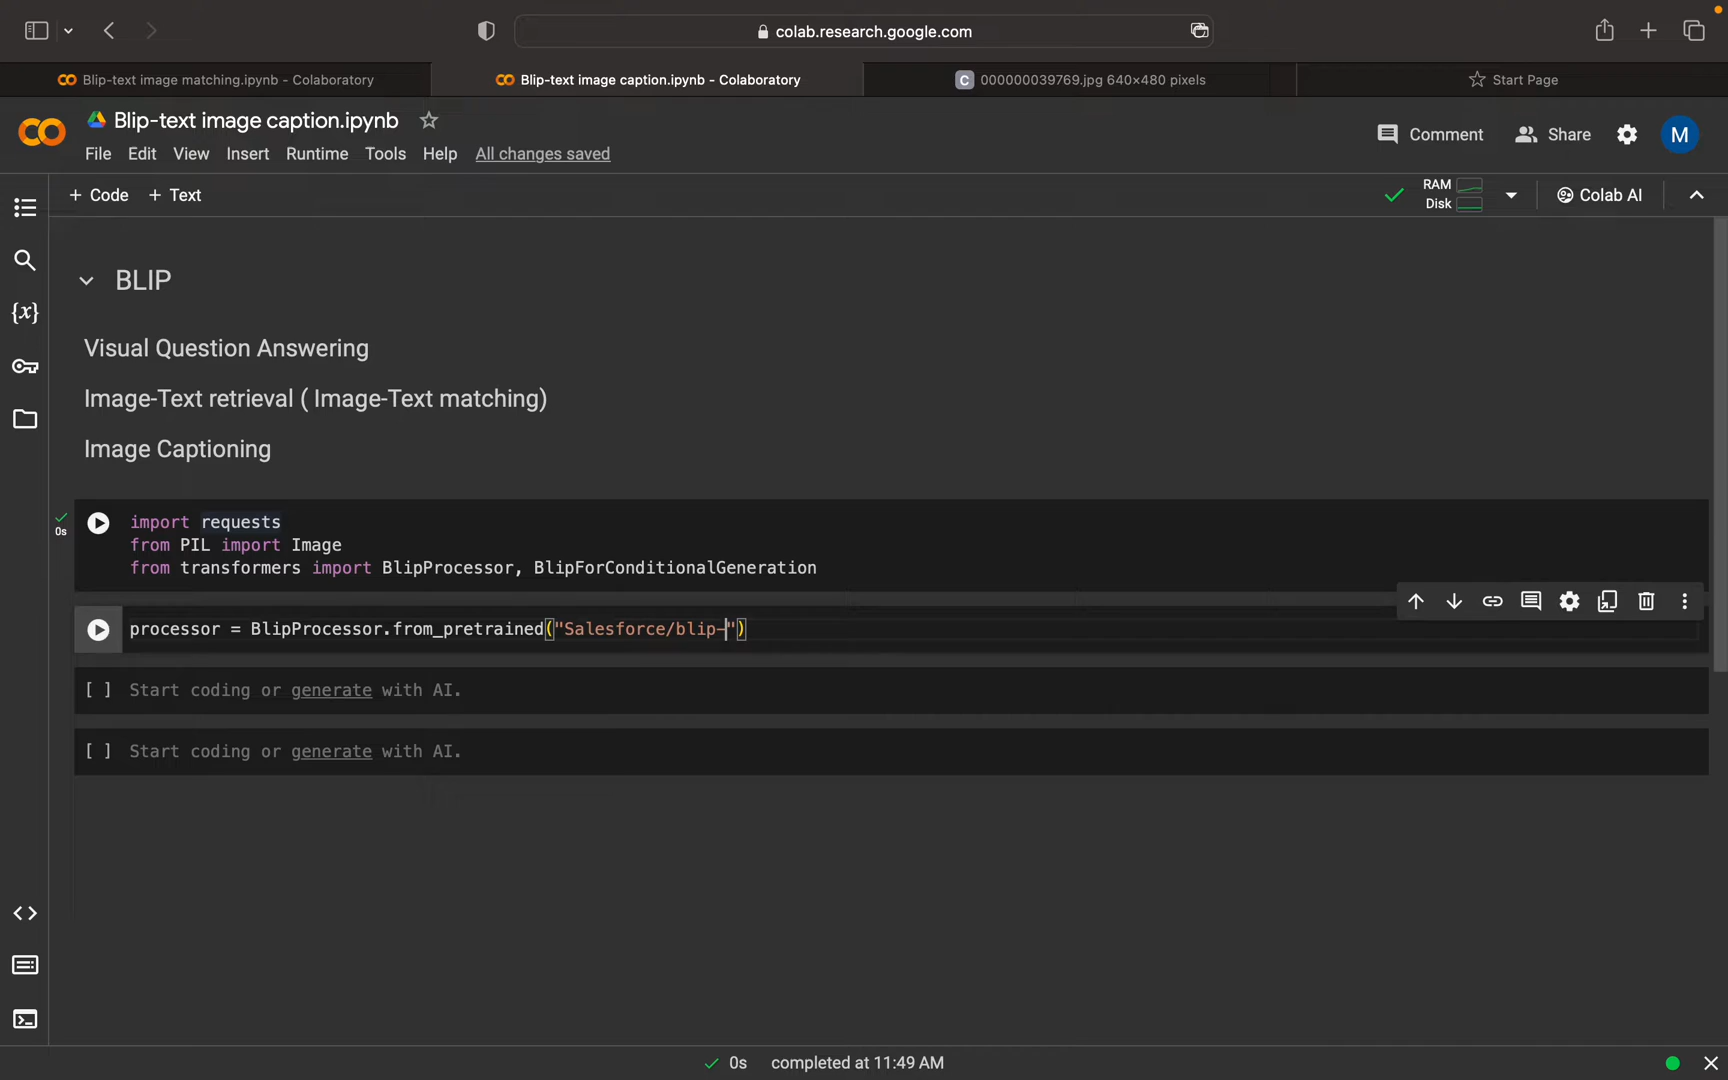 colab.research.google.com
Blip-text image matching.ipynb - Colaboratory
Blip-text image caption.ipynb - Colaboratory
C 000000039769.jpg 640×480 pixels
Start Page
Blip-text image caption.ipynb
Comment
Share
M
File Edit View Insert Runtime Tools Help All changes saved
+ Code + Text
RAM
Disk
Colab AI
{x}
BLIP
Visual Question Answering
Image-Text retrieval ( Image-Text matching)
Image Captioning
0s
import requests
from PIL import Image
from transformers import BlipProcessor, BlipForConditionalGeneration
processor = BlipProcessor.from_pretrained("Salesforce/blip-")
[ ] Start coding or generate with AI.
[ ] Start coding or generate with AI.
0s completed at 11:49 AM